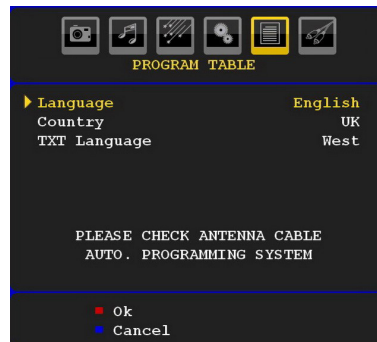 PROGRAM TABLE
Language English
Country UK
TXT Language West
PLEASE CHECK ANTENNA CABLE
AUTO. PROGRAMMING SYSTEM
Ok
Cancel